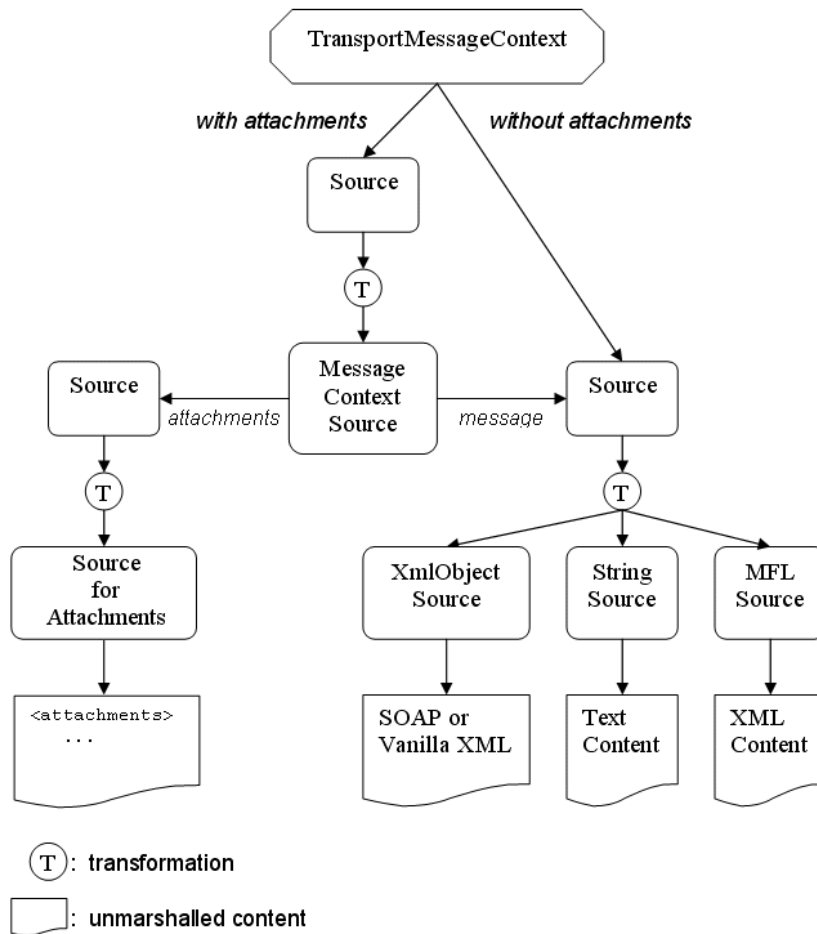 TransportMessageContext
with attachments
without attachments
Source
T
Message
Context
Source
Source
attachments
message
Source
T
T
Source
for
Attachments
XmlObject
Source
String
Source
MFL
Source
<attachments>
...
SOAP or
Vanilla XML
Text
Content
XML
Content
T : transformation
: unmarshalled content